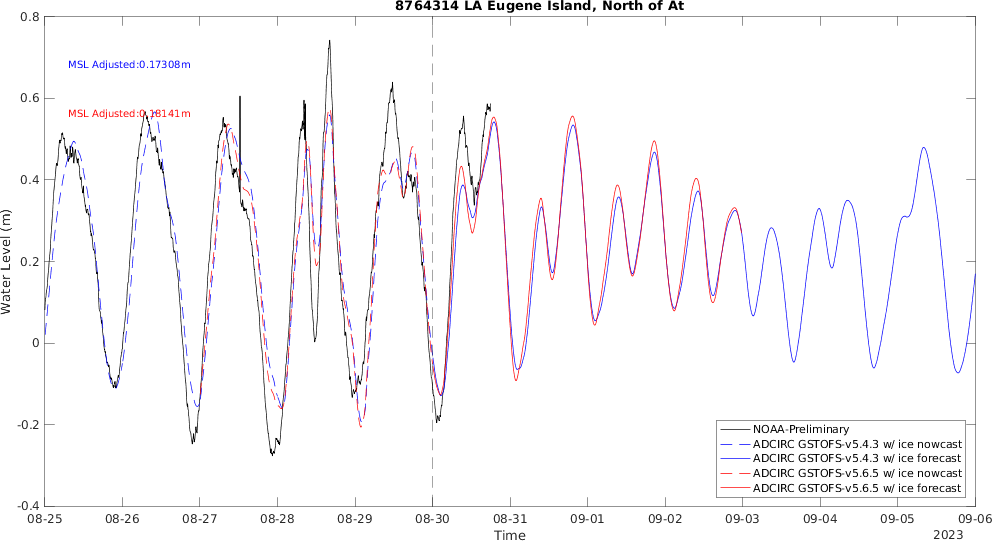 8764314 LA Eugene Island, North of At
0.8
0.6
0.4
0.2
0
-0.2
-0.4
Water Level (m)
MSL Adjusted:0.17308m
MSL Adjusted:0.18141m
NOAA-Preliminary
ADCIRC GSTOFS-v5.4.3 w/ ice nowcast
ADCIRC GSTOFS-v5.4.3 w/ ice forecast
ADCIRC GSTOFS-v5.6.5 w/ ice nowcast
ADCIRC GSTOFS-v5.6.5 w/ ice forecast
08-25 08-26 08-27 08-28 08-29 08-30 08-31 09-01 09-02 09-03 09-04 09-05 09-06
Time
2023